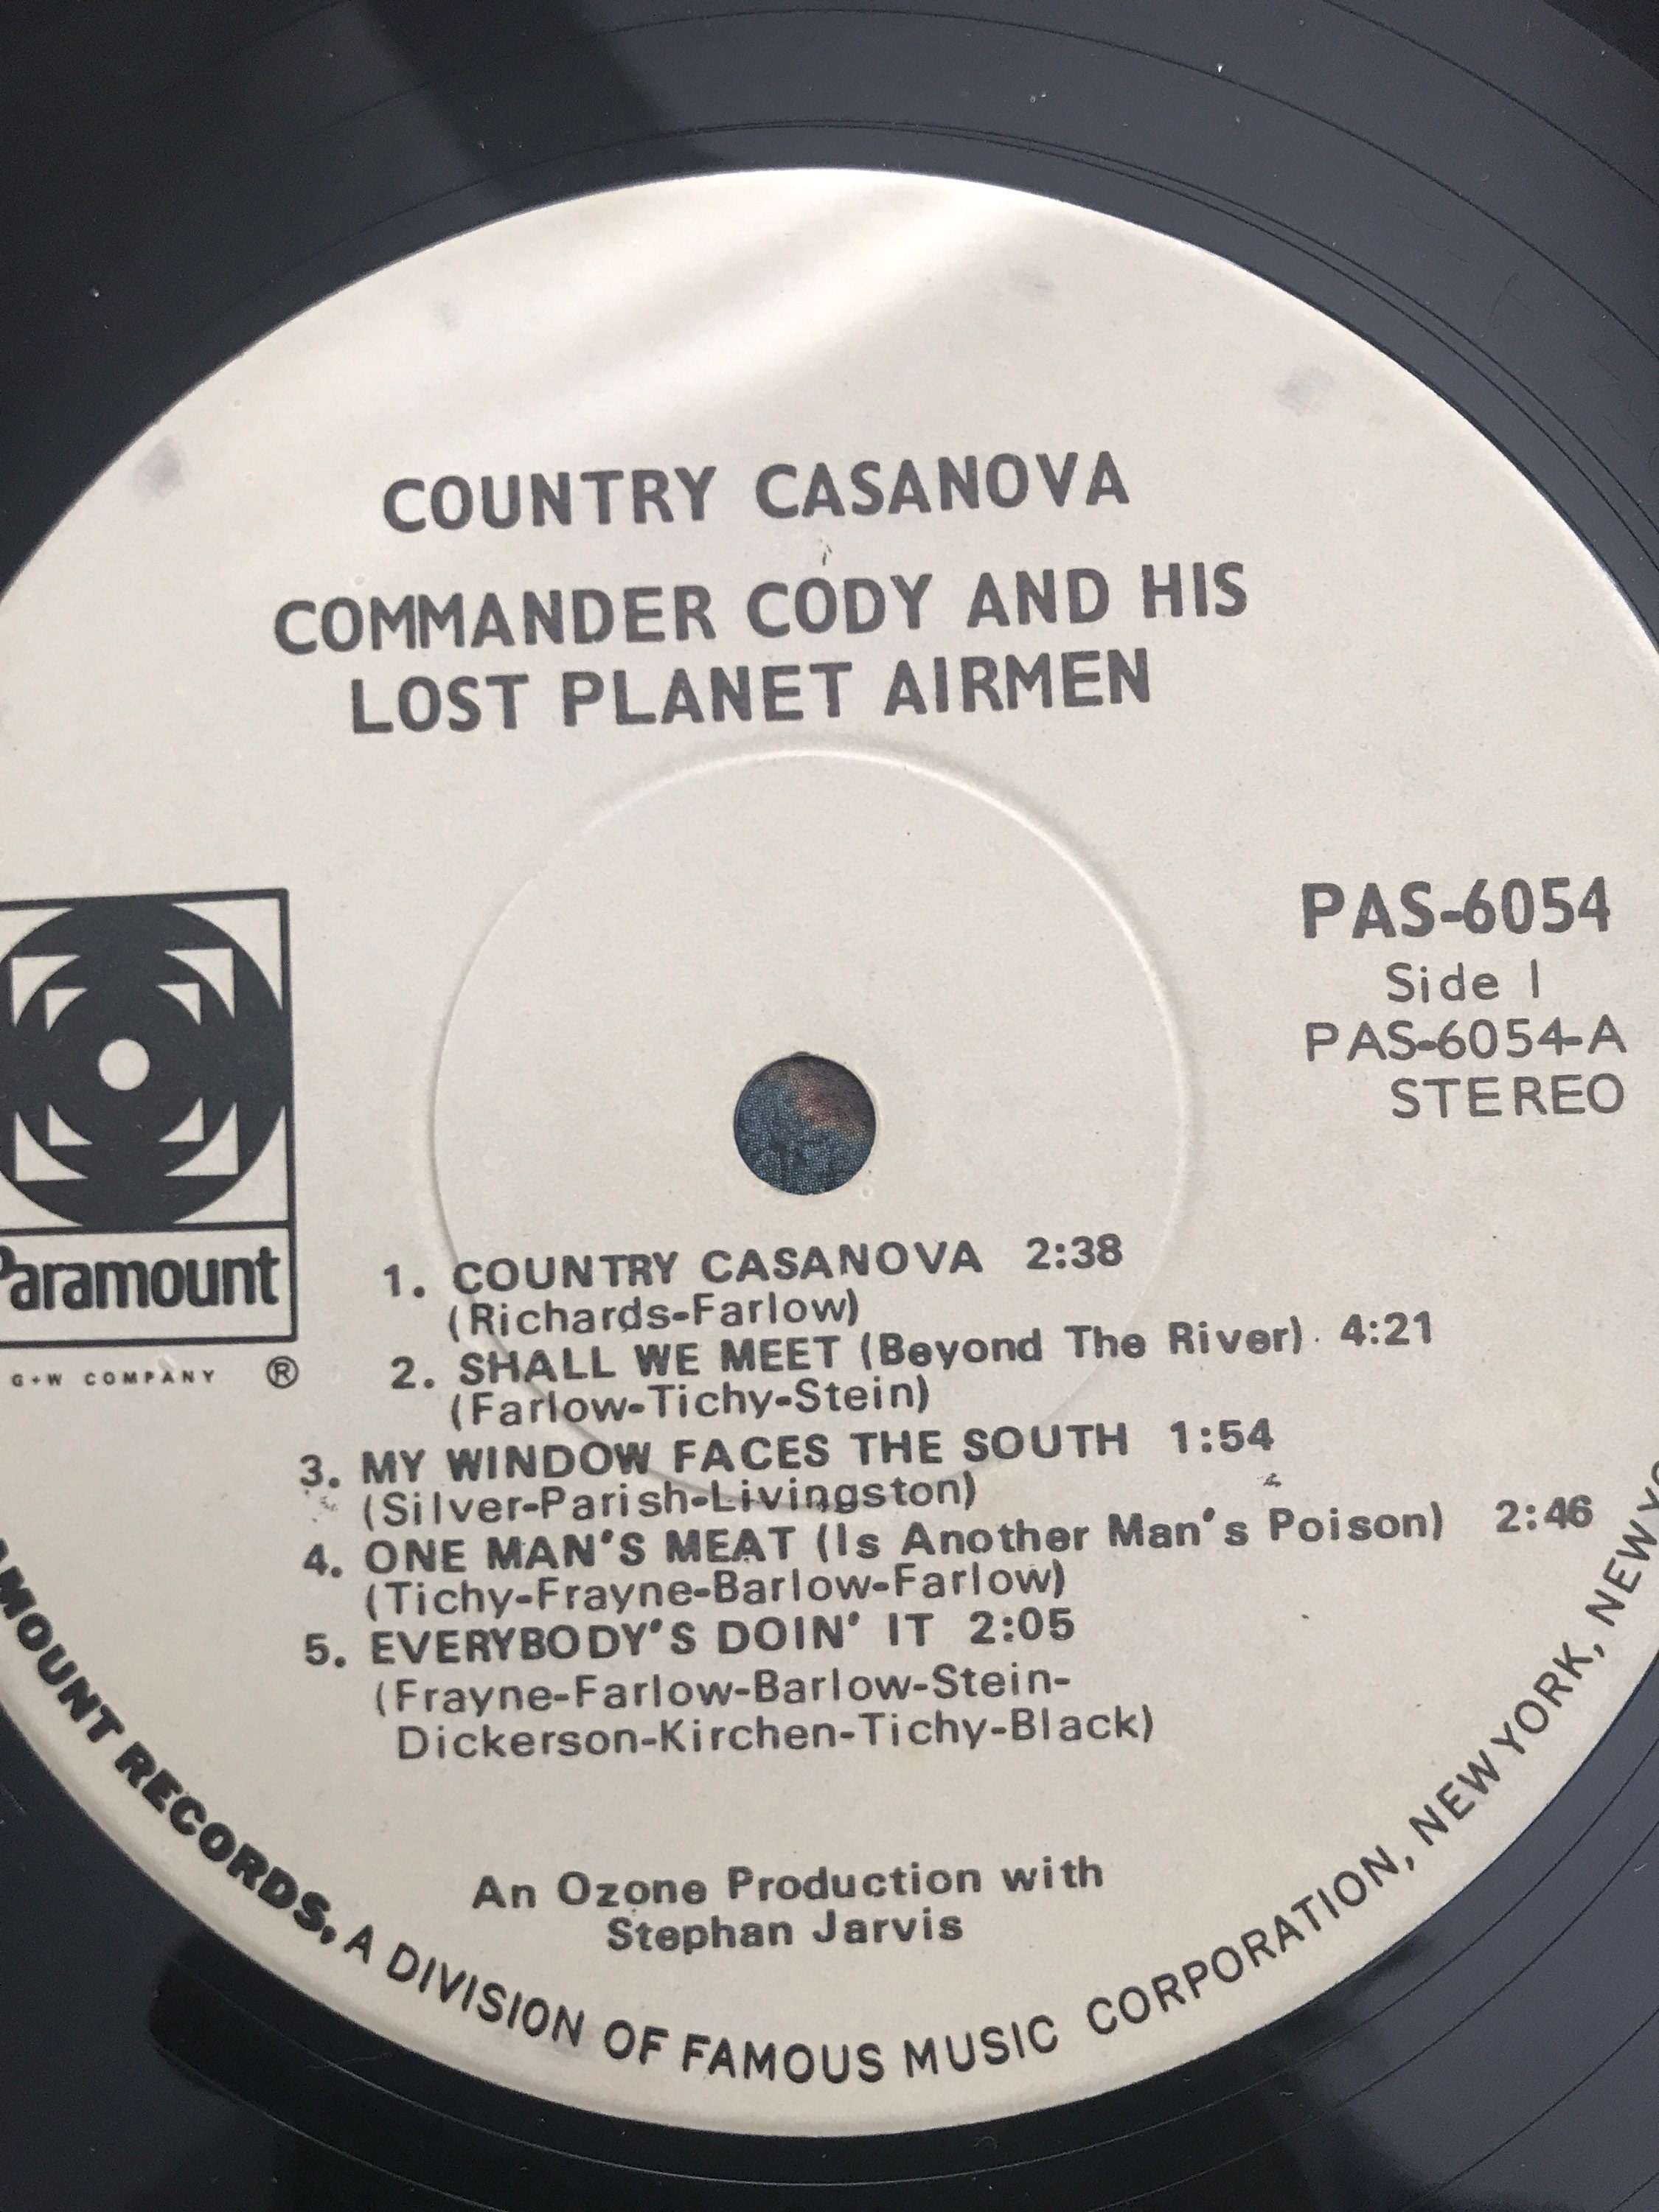 COUNTRY CASANOVA
COMMANDER CODY AND HIS
LOST PLANET AIRMEN
PAS-6054
Side 1
PAS-6054-A
STEREO
Paramount
G+W COMPANY ®
1. COUNTRY CASANOVA 2:38
(Richards-Farlow)
2. SHALL WE MEET (Beyond The River). 4:21
(Farlow-Tichy-Stein)
3. MY WINDOW FACES THE SOUTH 1:54
(Silver-Parish-Livingston)
4. ONE MAN'S MEAT (Is Another Man's Poison) 2:46
(Tichy-Frayne-Barlow-Farlow)
5. EVERYBODY'S DOIN' IT 2:05
(Frayne-Farlow-Barlow-Stein-
Dickerson-Kirchen-Tichy-Black)
An Ozone Production with
Stephan Jarvis
AMOUNT RECORDS, A DIVISION OF FAMOUS MUSIC CORPORATION, NEW YORK, NEW YO